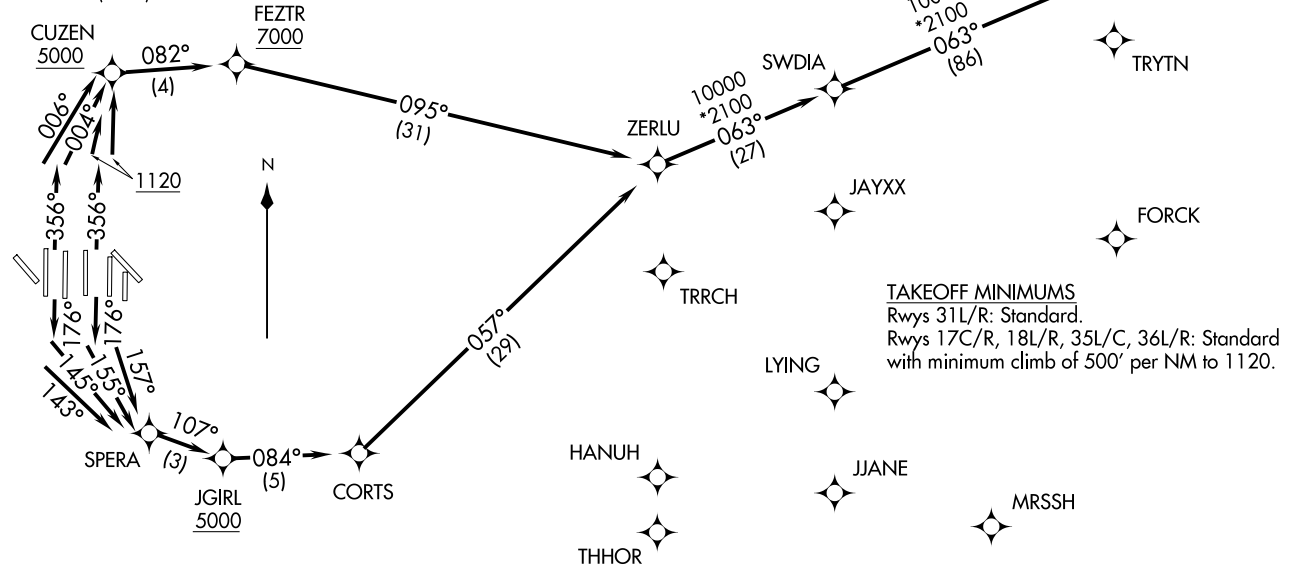 FEZTR
7000
CUZEN
5000
082°
(4)
006°
004°
1120
095°
(31)
ZERLU
10000
*2100
063°
(27)
SWDIA
*2100
063°
(86)
TRYTN
N
356°
356°
JAYXX
FORCK
TRRCH
TAKEOFF MINIMUMS
Rwys 31L/R: Standard.
Rwys 17C/R, 18L/R, 35L/C, 36L/R: Standard
with minimum climb of 500' per NM to 1120.
176°
176°
145°
155°
157°
143°
057°
(29)
LYING
SPERA
107°
(3)
JGIRL
5000
084°
(5)
CORTS
HANUH
THHOR
JJANE
MRSSH